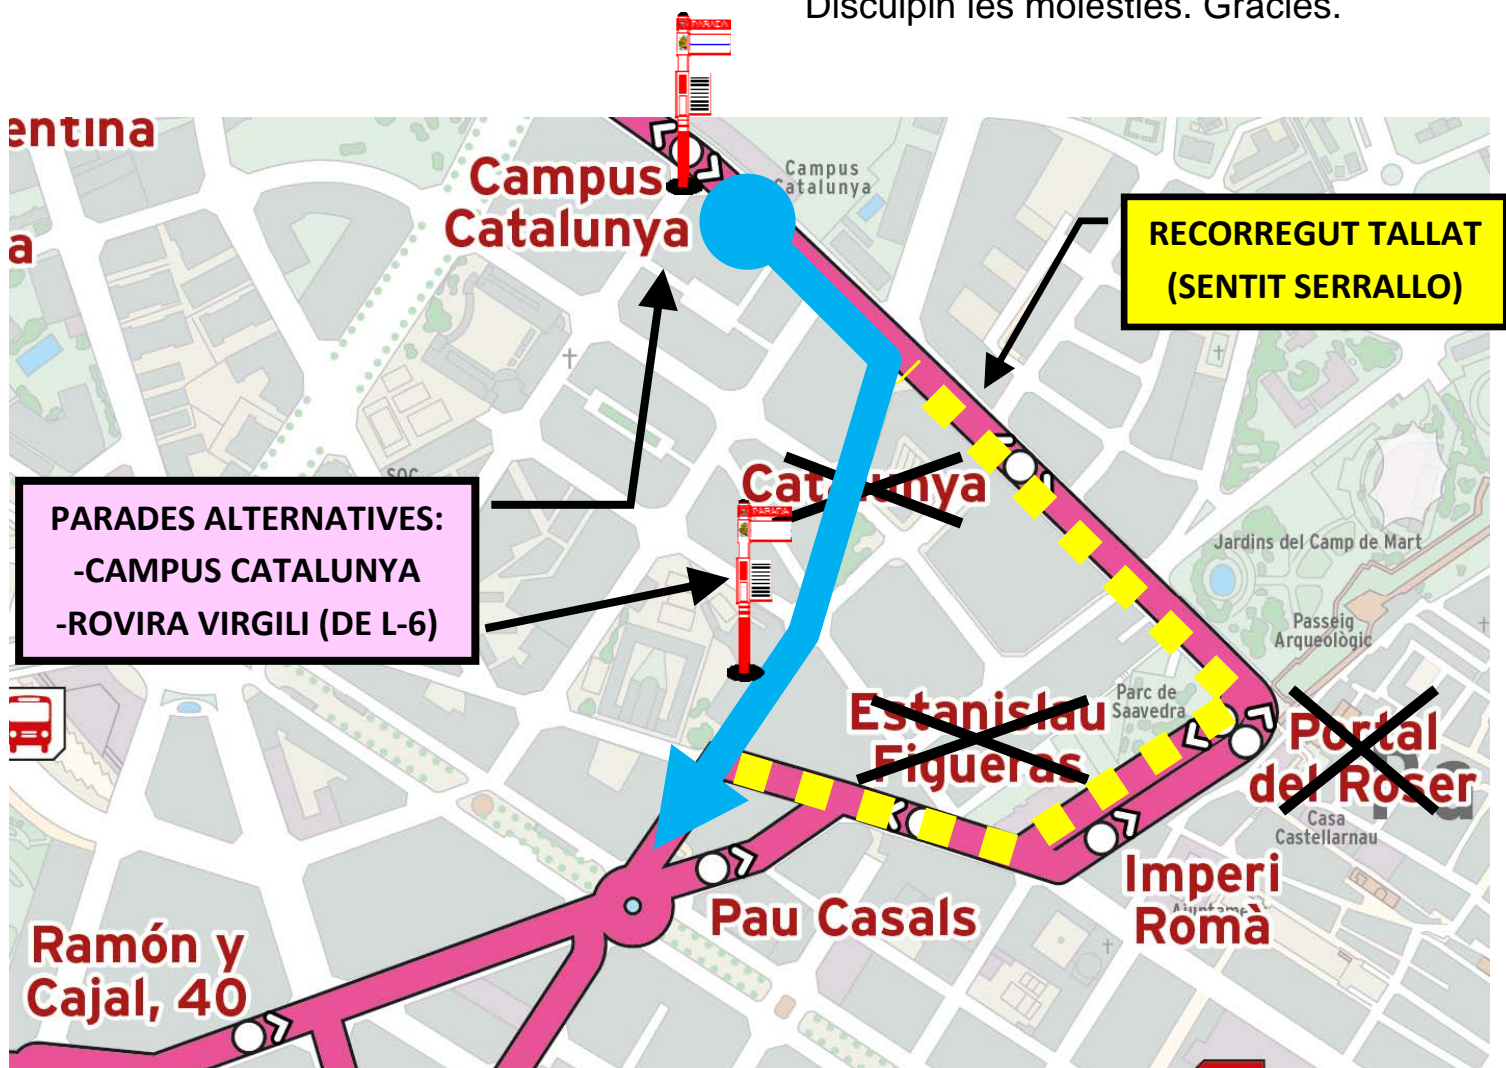 Disculpin les molèsties. Gràcies.
PARADA
entina
Campus
Catalunya
Campus
Catalunya
a
RECORREGUT TALLAT
(SENTIT SERRALLO)
Catalunya
PARADA
PARADES ALTERNATIVES:
-CAMPUS CATALUNYA
-ROVIRA VIRGILI (DE L-6)
Jardins del Camp de Mart
Passeig
Arqueològic
Parc de
Saavedra
Estanislau
Figueras
Portal
del Roser
Casa
Castellarnau
Imperi
Romà
Pau Casals
Ramón y
Cajal, 40